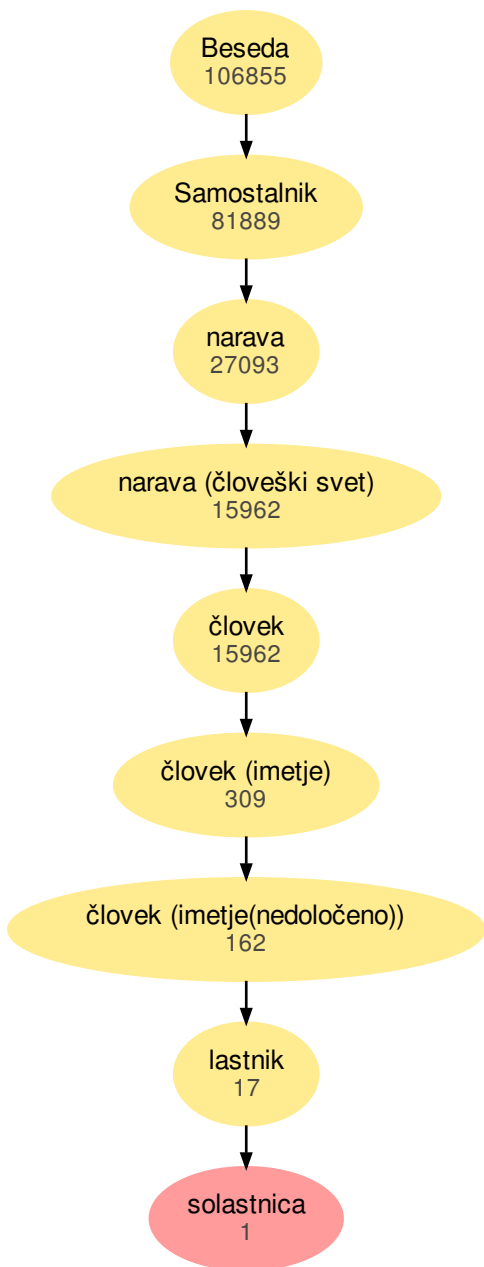 Beseda
106855
Samostalnik
81889
narava
27093
narava (človeški svet)
15962
človek
15962
človek (imetje)
309
človek (imetje(nedoločeno))
162
lastnik
17
solastnica
1